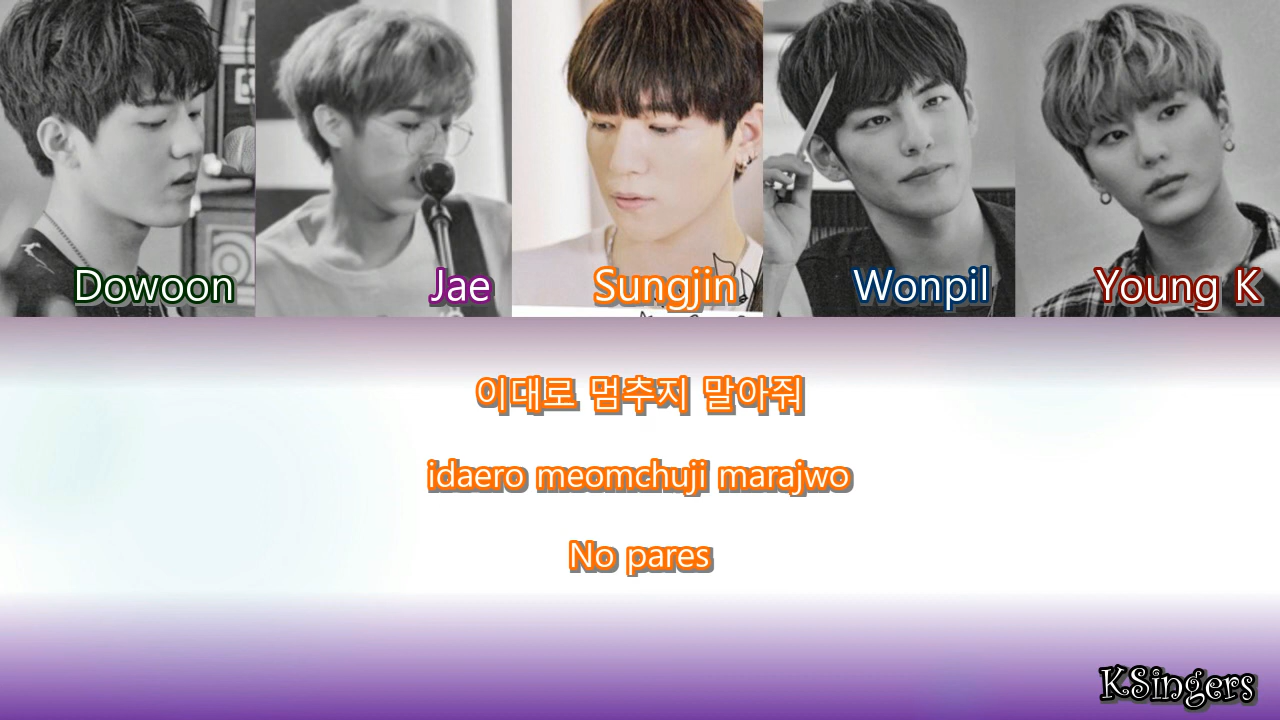 Dowoon
Jae
Sungjin
Wonpil
Young K
이대로 멈추지 말아줘
idaero meomchuji marajwo
No pares
KSingers